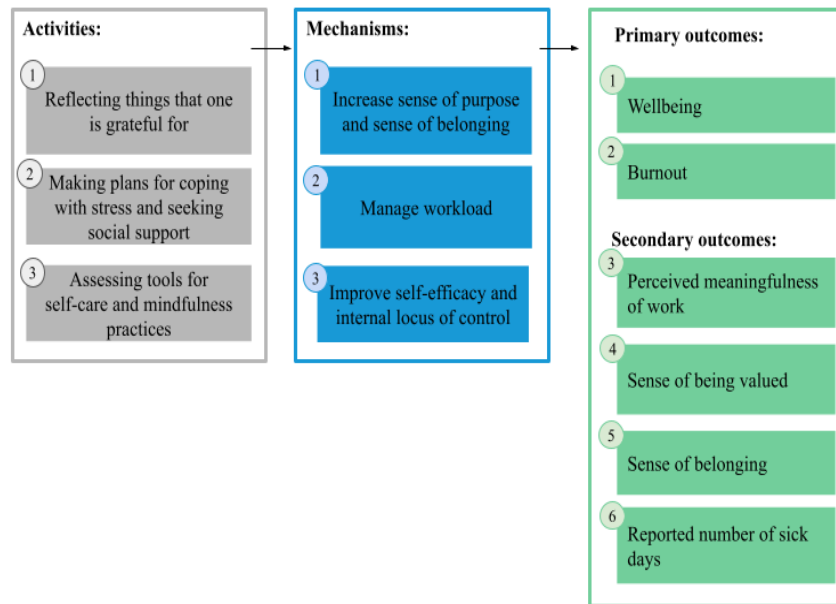 Activities:
1
Reflecting things that one
is grateful for
2
Making plans for coping
with stress and seeking
social support
3
Assessing tools for
self-care and mindfulness
practices
Mechanisms:
1
Increase sense of purpose
and sense of belonging
2
Manage workload
3
Improve self-efficacy and
internal locus of control
Primary outcomes:
1
Wellbeing
2
Burnout
Secondary outcomes:
3
Perceived meaningfulness
of work
4
Sense of being valued
5
Sense of belonging
6
Reported number of sick
days